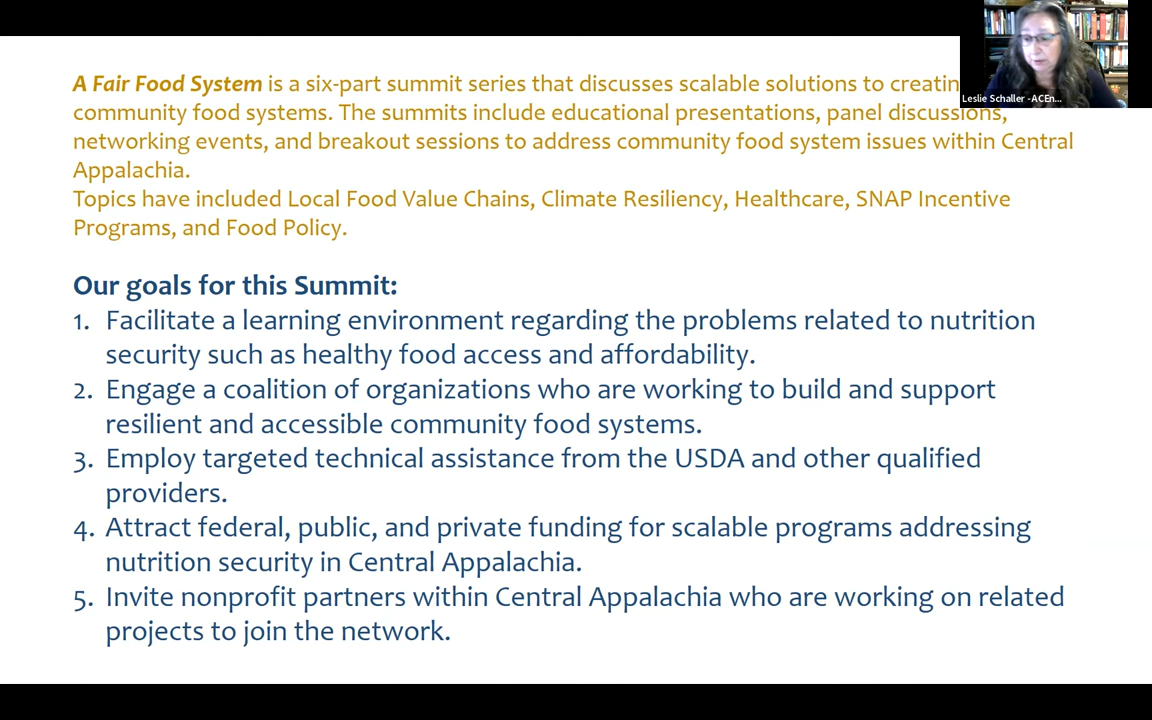 A Fair Food System is a six-part summit series that discusses scalable solutions to
community food systems. The summits include educational presentations, panel discussions,
networking events, and breakout sessions to address community food system issues within Central
Appalachia.
Topics have included Local Food Value Chains, Climate Resiliency, Healthcare, SNAP Incentive
Programs, and Food Policy.
Leslie Schaller -ACEn...
Our goals for this Summit:
1. Facilitate a learning environment regarding the problems related to nutrition
security such as healthy food access and affordability.
2. Engage a coalition of organizations who are working to build and support
resilient and accessible community food systems.
3. Employ targeted technical assistance from the USDA and other qualified
providers.
4. Attract federal, public, and private funding for scalable programs addressing
nutrition security in Central Appalachia.
5. Invite nonprofit partners within Central Appalachia who are working on related
projects to join the network.